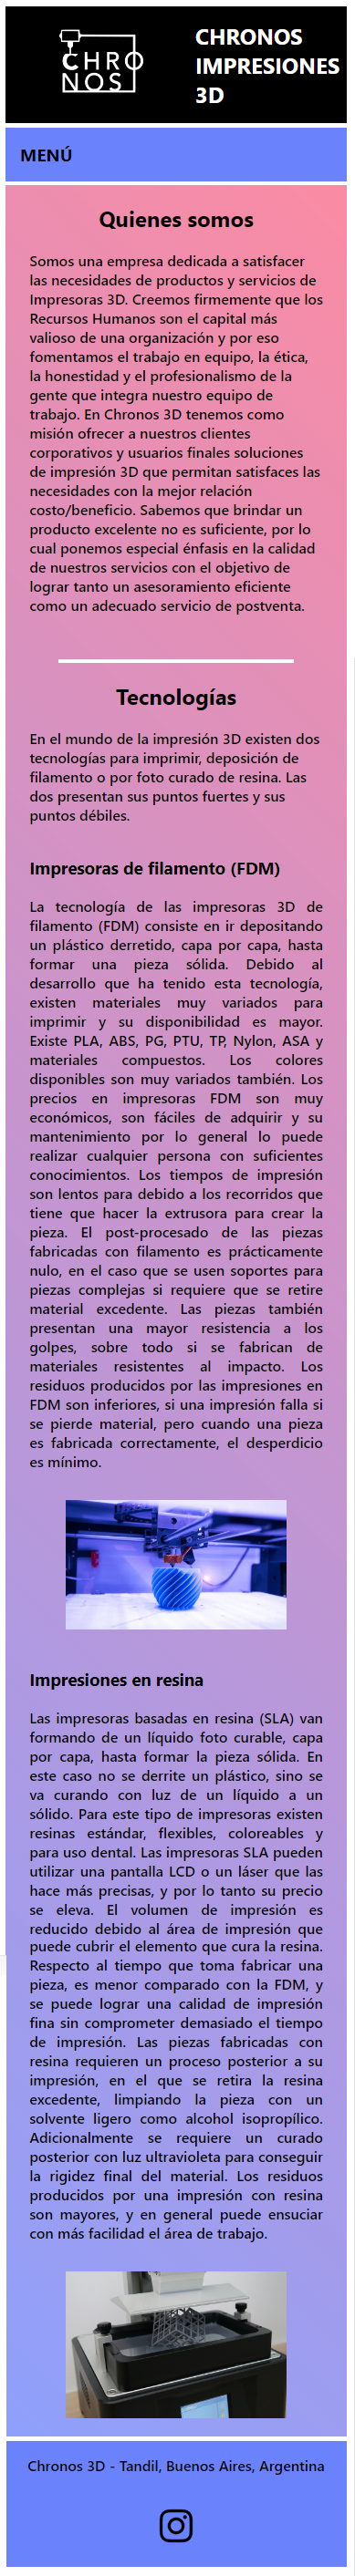 CHRO
NOS
CHRONOS
IMPRESIONES
3D
MENÚ
Quienes somos
Somos una empresa dedicada a satisfacer
las necesidades de productos y servicios de
Impresoras 3D. Creemos firmemente que los
Recursos Humanos son el capital más
valioso de una organización y por eso
fomentamos el trabajo en equipo, la ética,
la honestidad y el profesionalismo de la
gente que integra nuestro equipo de
trabajo. En Chronos 3D tenemos como
misión ofrecer a nuestros clientes
corporativos y usuarios finales soluciones
de impresión 3D que permitan satisfaces las
necesidades con la mejor relación
costo/beneficio. Sabemos que brindar un
producto excelente no es suficiente, por lo
cual ponemos especial énfasis en la calidad
de nuestros servicios con el objetivo de
lograr tanto un asesoramiento eficiente
como un adecuado servicio de postventa.
Tecnologías
En el mundo de la impresión 3D existen dos
tecnologías para imprimir, deposición de
filamento o por foto curado de resina. Las
dos presentan sus puntos fuertes y sus
puntos débiles.
Impresoras de filamento (FDM)
La tecnología de las impresoras 3D de
filamento (FDM) consiste en ir depositando
un plástico derretido, capa por capa, hasta
formar una pieza sólida. Debido al
desarrollo que ha tenido esta tecnología,
existen materiales muy variados para
imprimir y su disponibilidad es mayor.
Existe PLA, ABS, PG, PTU, TP, Nylon, ASA y
materiales compuestos. Los colores
disponibles son muy variados también. Los
precios en impresoras FDM son muy
económicos, son fáciles de adquirir y su
mantenimiento por lo general lo puede
realizar cualquier persona con suficientes
conocimientos. Los tiempos de impresión
son lentos para debido a los recorridos que
tiene que hacer la extrusora para crear la
pieza. El post-procesado de las piezas
fabricadas con filamento es prácticamente
nulo, en el caso que se usen soportes para
piezas complejas si requiere que se retire
material excedente. Las piezas también
presentan una mayor resistencia a los
golpes, sobre todo si se fabrican de
materiales resistentes al impacto. Los
residuos producidos por las impresiones en
FDM son inferiores, si una impresión falla si
se pierde material, pero cuando una pieza
es fabricada correctamente, el desperdicio
es mínimo.
Impresiones en resina
Las impresoras basadas en resina (SLA) van
formando de un líquido foto curable, capa
por capa, hasta formar la pieza sólida. En
este caso no se derrite un plástico, sino se
va curando con luz de un líquido a un
sólido. Para este tipo de impresoras existen
resinas estándar, flexibles, coloreables y
para uso dental. Las impresoras SLA pueden
utilizar una pantalla LCD o un láser que las
hace más precisas, y por lo tanto su precio
se eleva. El volumen de impresión es
reducido debido al área de impresión que
puede cubrir el elemento que cura la resina.
Respecto al tiempo que toma fabricar una
pieza, es menor comparado con la FDM, y
se puede lograr una calidad de impresión
fina sin comprometer demasiado el tiempo
de impresión. Las piezas fabricadas con
resina requieren un proceso posterior a su
impresión, en el que se retira la resina
excedente, limpiando la pieza con un
solvente ligero como alcohol isopropílico.
Adicionalmente se requiere un curado
posterior con luz ultravioleta para conseguir
la rigidez final del material. Los residuos
producidos por una impresión con resina
son mayores, y en general puede ensuciar
con más facilidad el área de trabajo.
Chronos 3D - Tandil, Buenos Aires, Argentina